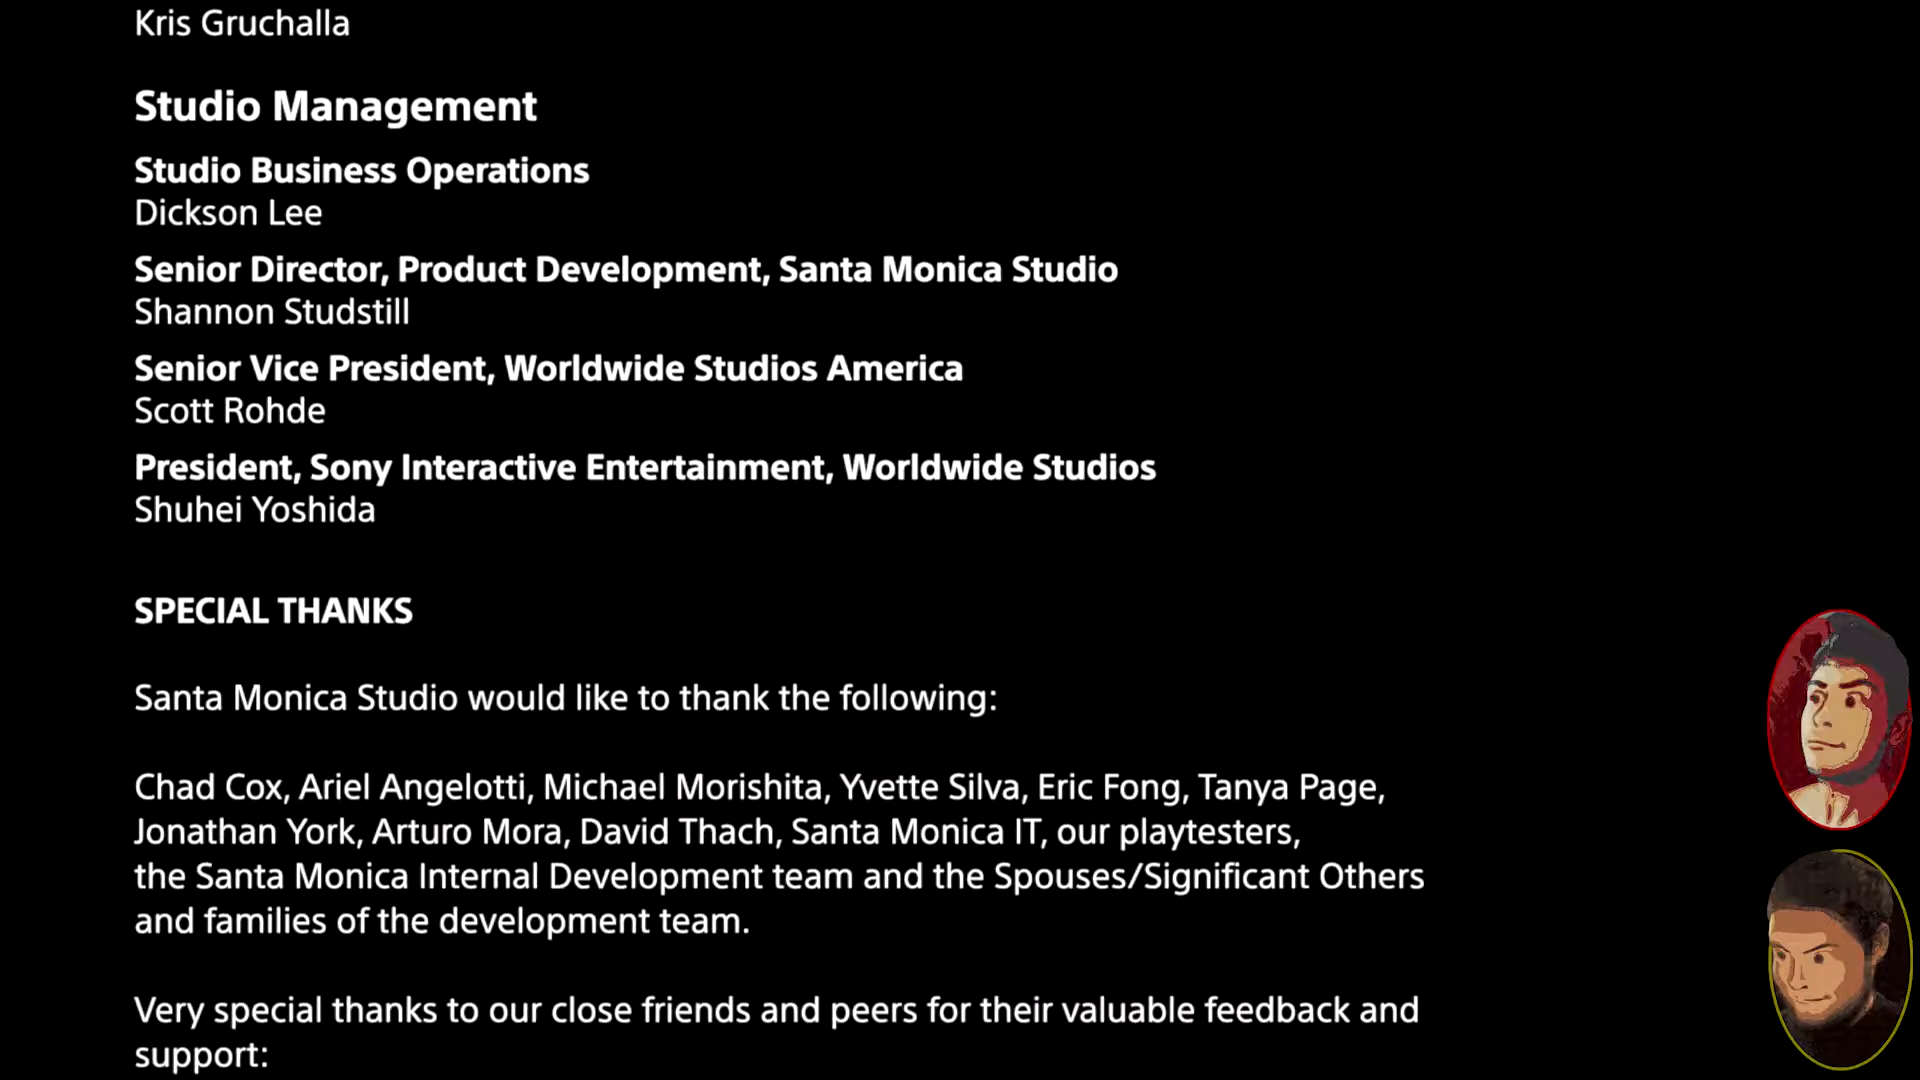 Kris Gruchalla
Studio Management
Studio Business Operations
Dickson Lee
Senior Director, Product Development, Santa Monica Studio
Shannon Studstill
Senior Vice President, Worldwide Studios America
Scott Rohde
President, Sony Interactive Entertainment, Worldwide Studios
Shuhei Yoshida
SPECIAL THANKS
Santa Monica Studio would like to thank the following:
Chad Cox, Ariel Angelotti, Michael Morishita, Yvette Silva, Eric Fong, Tanya Page,
Jonathan York, Arturo Mora, David Thach, Santa Monica IT, our playtesters,
the Santa Monica Internal Development team and the Spouses/Significant Others
and families of the development team.
Very special thanks to our close friends and peers for their valuable feedback and
support: